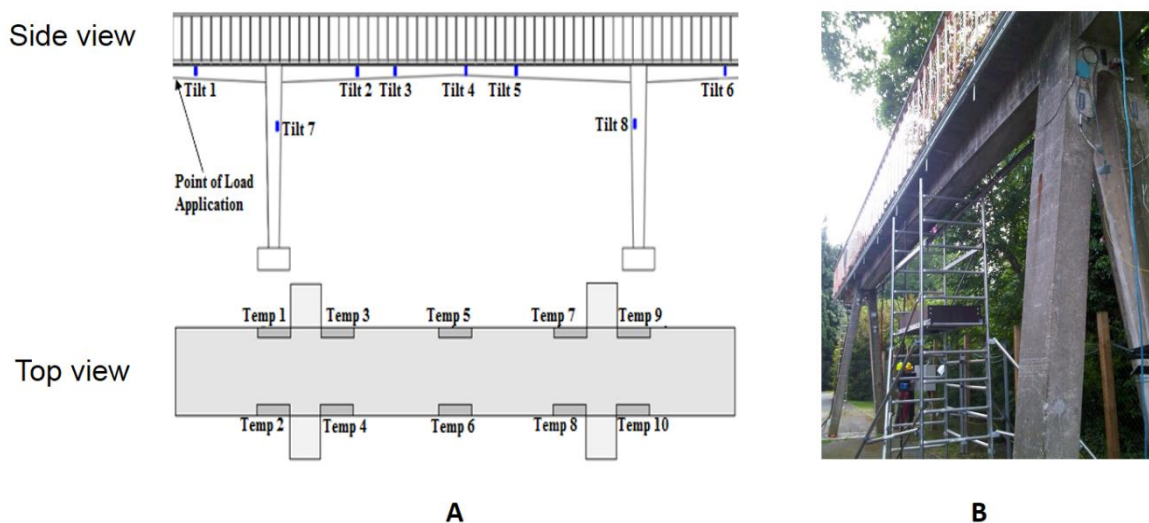 Side view
Tilt 1
Tilt 2
Tilt 3
Tilt 4
Tilt 5
Tilt 6
Tilt 7
Tilt 8
Point of Load
Application
Top view
Temp 1
Temp 3
Temp 5
Temp 7
Temp 9
Temp 2
Temp 4
Temp 6
Temp 8
Temp 10
A
B